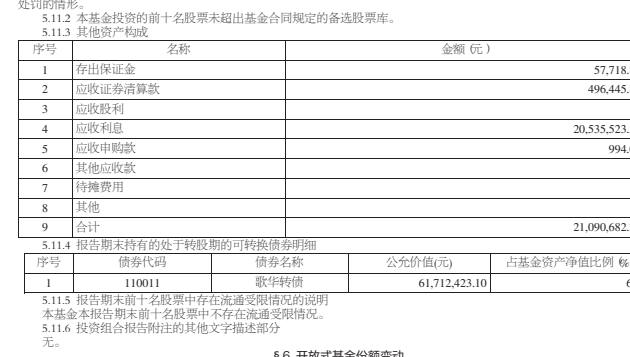 处罚的情形。
5.11.2 本基金投资的前十名股票未超出基金合同规定的备选股票库。
5.11.3 其他资产构成
序号 名称 金额（元）
1 存出保证金 57,718.
2 应收证券清算款 496,445.
3 应收股利
4 应收利息 20,535,523.
5 应收申购款 994.
6 其他应收款
7 待摊费用
8 其他
9 合计 21,090,682.
5.11.4 报告期末持有的处于转股期的可转换债券明细
序号 债券代码 债券名称 公允价值(元) 占基金资产净值比例
1 110011 歌华转债 61,712,423.10
5.11.5 报告期末前十名股票中存在流通受限情况的说明
本基金本报告期末前十名股票中不存在流通受限情况。
5.11.6 投资组合报告附注的其他文字描述部分
无。
§6 开放式基金份额变动